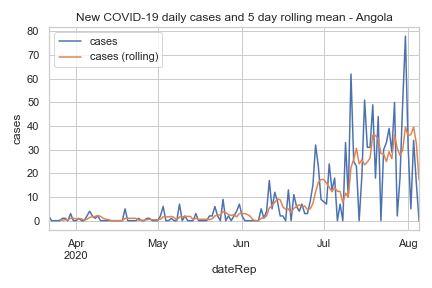 New COVID-19 daily cases and 5 day rolling mean - Angola
cases
cases (rolling)
80
70
60
50
40
30
20
10
0
cases
Apr
2020
May
Jun
Jul
Aug
dateRep